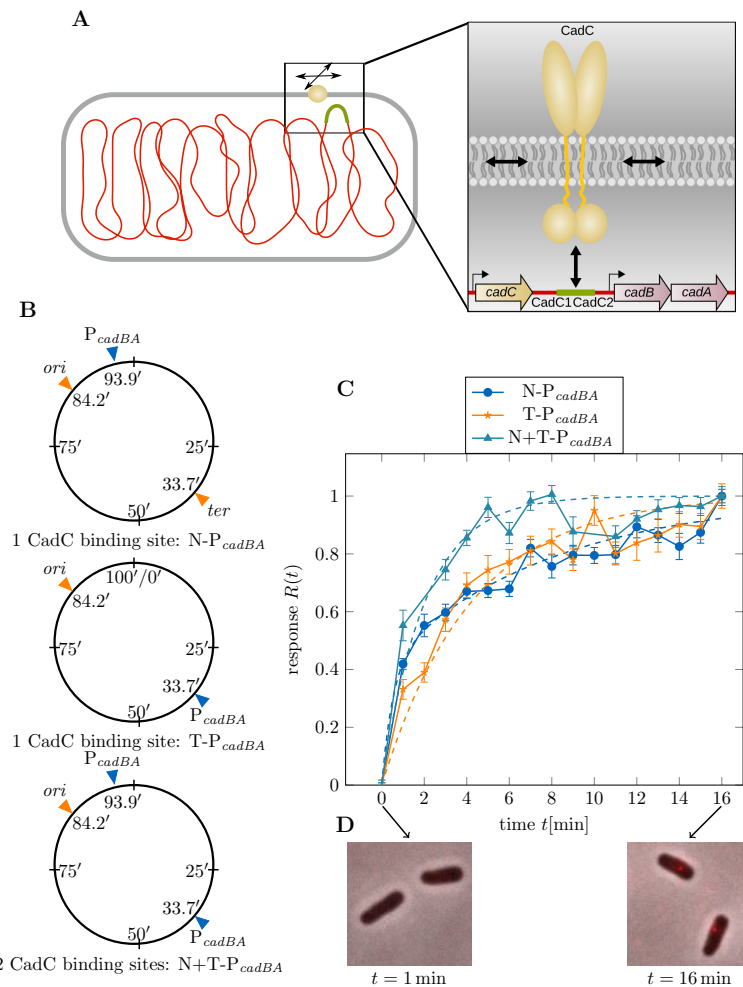 A
CadC
cadC
CadC1CadC2
cadB
cadA
B
P_cadBA
ori
93.9′
84.2′
75′
25′
33.7′
50′
ter
1 CadC binding site: N-P_cadBA
ori
100′/0′
84.2′
75′
25′
33.7′
50′
P_cadBA
1 CadC binding site: T-P_cadBA
P_cadBA
ori
93.9′
84.2′
75′
25′
33.7′
50′
P_cadBA
2 CadC binding sites: N+T-P_cadBA
C
N-P_cadBA
T-P_cadBA
N+T-P_cadBA
response R(t)
1
0.8
0.6
0.4
0.2
0
0 2 4 6 8 10 12 14 16
time t[min]
D
t = 1 min
t = 16 min